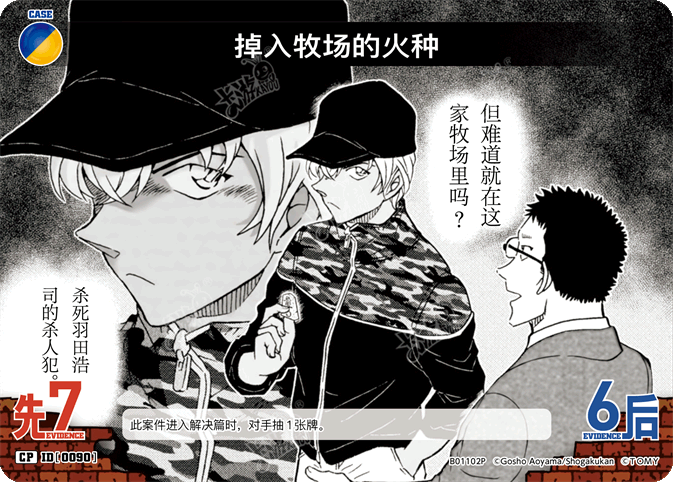 CASE
掉入牧场的火种
但难道就在这
家牧场里吗？
杀死羽田浩
司的杀人犯。
先7
EVIDENCE
此案件进入解决篇时，对手抽1张牌。
6后
EVIDENCE
CP ID[0090]
B01102P ©Gosho Aoyama/Shogakukan ©TOMY